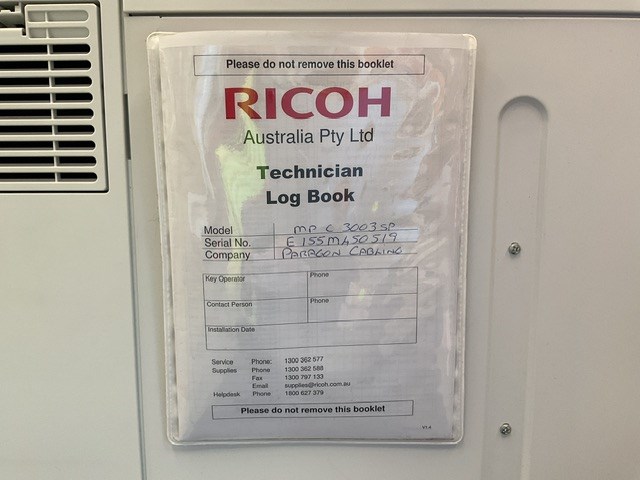 Please do not remove this booklet
RICOH
Australia Pty Ltd
Technician
Log Book
Model MP C 3003SP
Serial No. E155M450519
Company PARAGON CABLING
Key Operator Phone
Contact Person Phone
Installation Date
Service Phone: 1300 362 577
Supplies Phone 1300 362 588
Fax 1300 797 133
Email supplies@ricoh.com.au
Helpdesk Phone 1800 627 379
Please do not remove this booklet